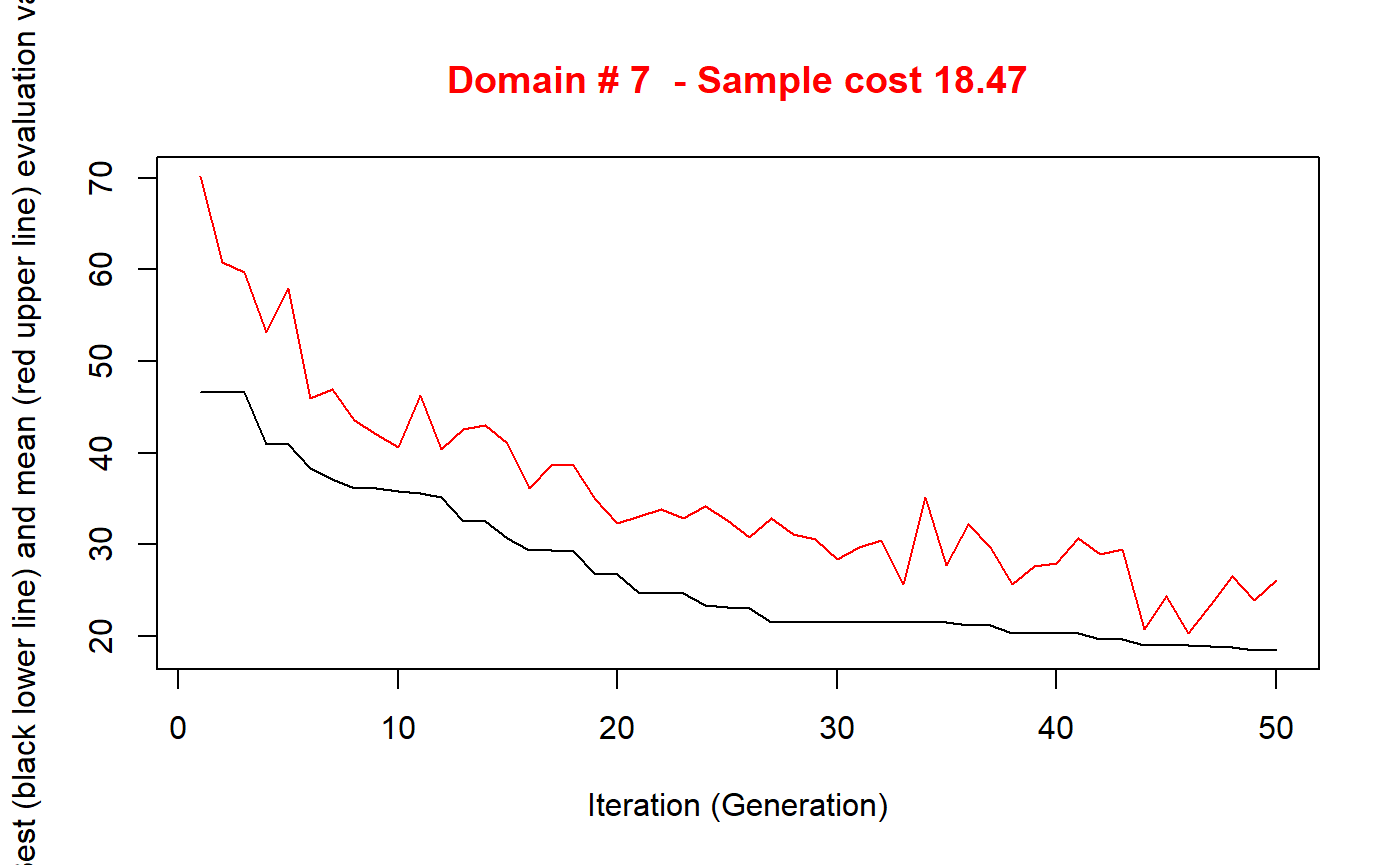 Domain # 7  - Sample cost 18.47
est (black lower line) and mean (red upper line) evaluation va
70
60
50
40
30
20
0 10 20 30 40 50
Iteration (Generation)